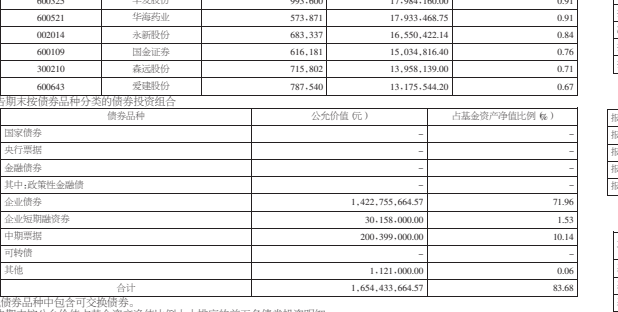 993,600 17,984,160.00 0.91
600521 华海药业 573,871 17,933,468.75 0.91
002014 永新股份 683,337 16,550,422.14 0.84
600109 国金证券 616,181 15,034,816.40 0.76
300210 森远股份 715,802 13,958,139.00 0.71
600643 爱建股份 787,540 13,175,544.20 0.67
告期末按债券品种分类的债券投资组合
债券品种 公允价值(元) 占基金资产净值比例(%)
国家债券 – –
央行票据 – –
金融债券 – –
其中:政策性金融债 – –
企业债券 1,422,755,664.57 71.96
企业短期融资券 30,158,000.00 1.53
中期票据 200,399,000.00 10.14
可转债 – –
其他 1,121,000.00 0.06
合计 1,654,433,664.57 83.68
债券品种中包含可交换债券。